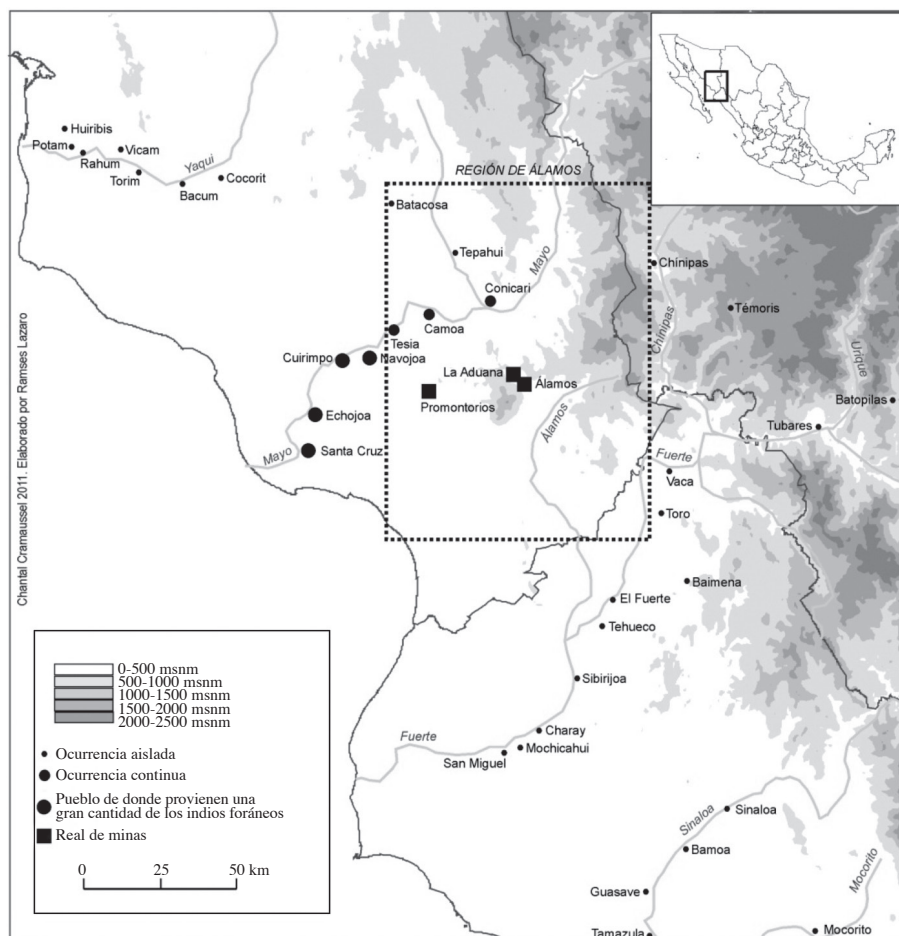 Huiribis
Potam
Rahum
Vicam
Torim
Yaqui
Bacum
Cocorit
REGIÓN DE ÁLAMOS
Batacosa
Tepahui
Mayo
Conicari
Camoa
Tesia
Cuirimpo
Navojoa
La Aduana
Álamos
Promontorios
Echojoa
Álamos
Mayo
Santa Cruz
Chínipas
Chínipas
Témoris
Urique
Batopilas
Tubares
Fuerte
Vaca
Toro
Baimena
El Fuerte
Tehueco
Sibirijoa
Charay
Fuerte
Mochicahui
San Miguel
Sinaloa
Sinaloa
Bamoa
Mocorito
Guasave
Tamazula
Mocorito
Chantal Cramaussel 2011. Elaborado por Ramses Lazaro
0-500 msnm
500-1000 msnm
1000-1500 msnm
1500-2000 msnm
2000-2500 msnm
Ocurrencia aislada
Ocurrencia continua
Pueblo de donde provienen una
gran cantidad de los indios foráneos
Real de minas
0 25 50 km